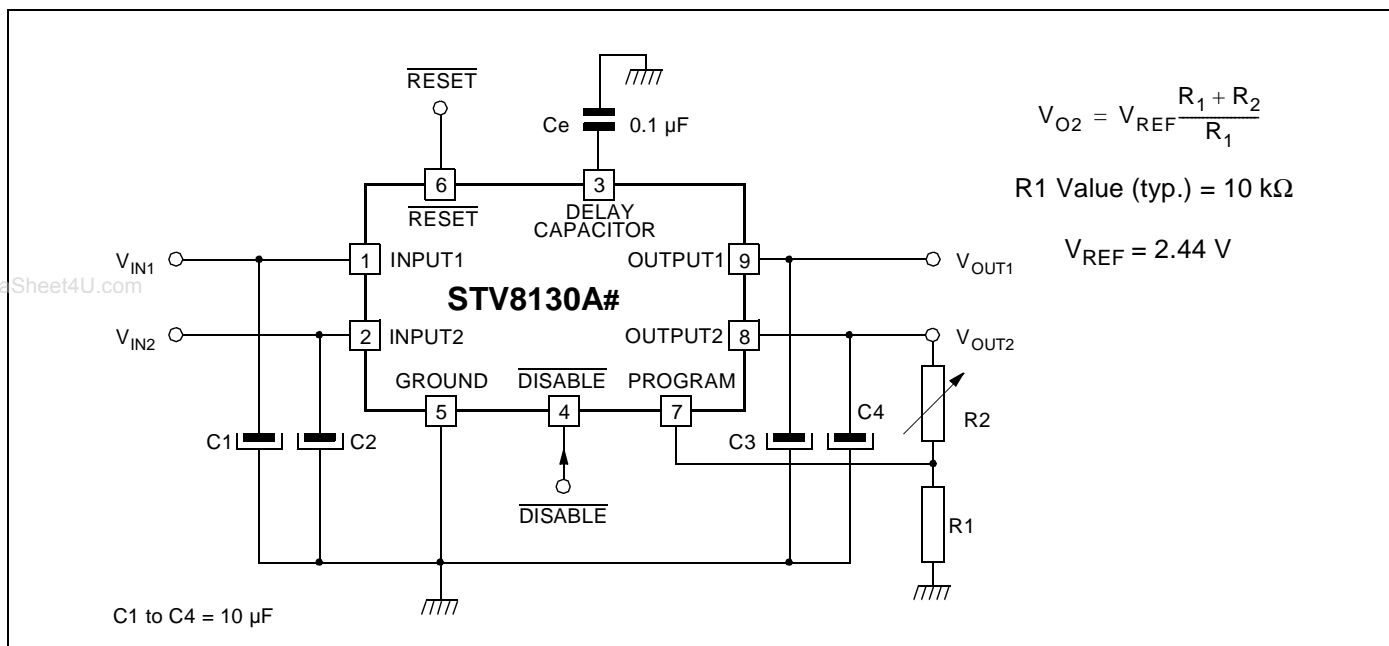 RESET
Ce
0.1 µF
V_O2 = V_REF (R_1 + R_2) / R_1
6
3
RESET
DELAY
CAPACITOR
R1 Value (typ.) = 10 kΩ
V_IN1
1
INPUT1
OUTPUT1
9
V_OUT1
V_REF = 2.44 V
aSheet4U.com
STV8130A#
V_IN2
2
INPUT2
OUTPUT2
8
V_OUT2
GROUND
DISABLE
PROGRAM
5
4
7
C1
C2
C3
C4
R2
DISABLE
R1
C1 to C4 = 10 µF